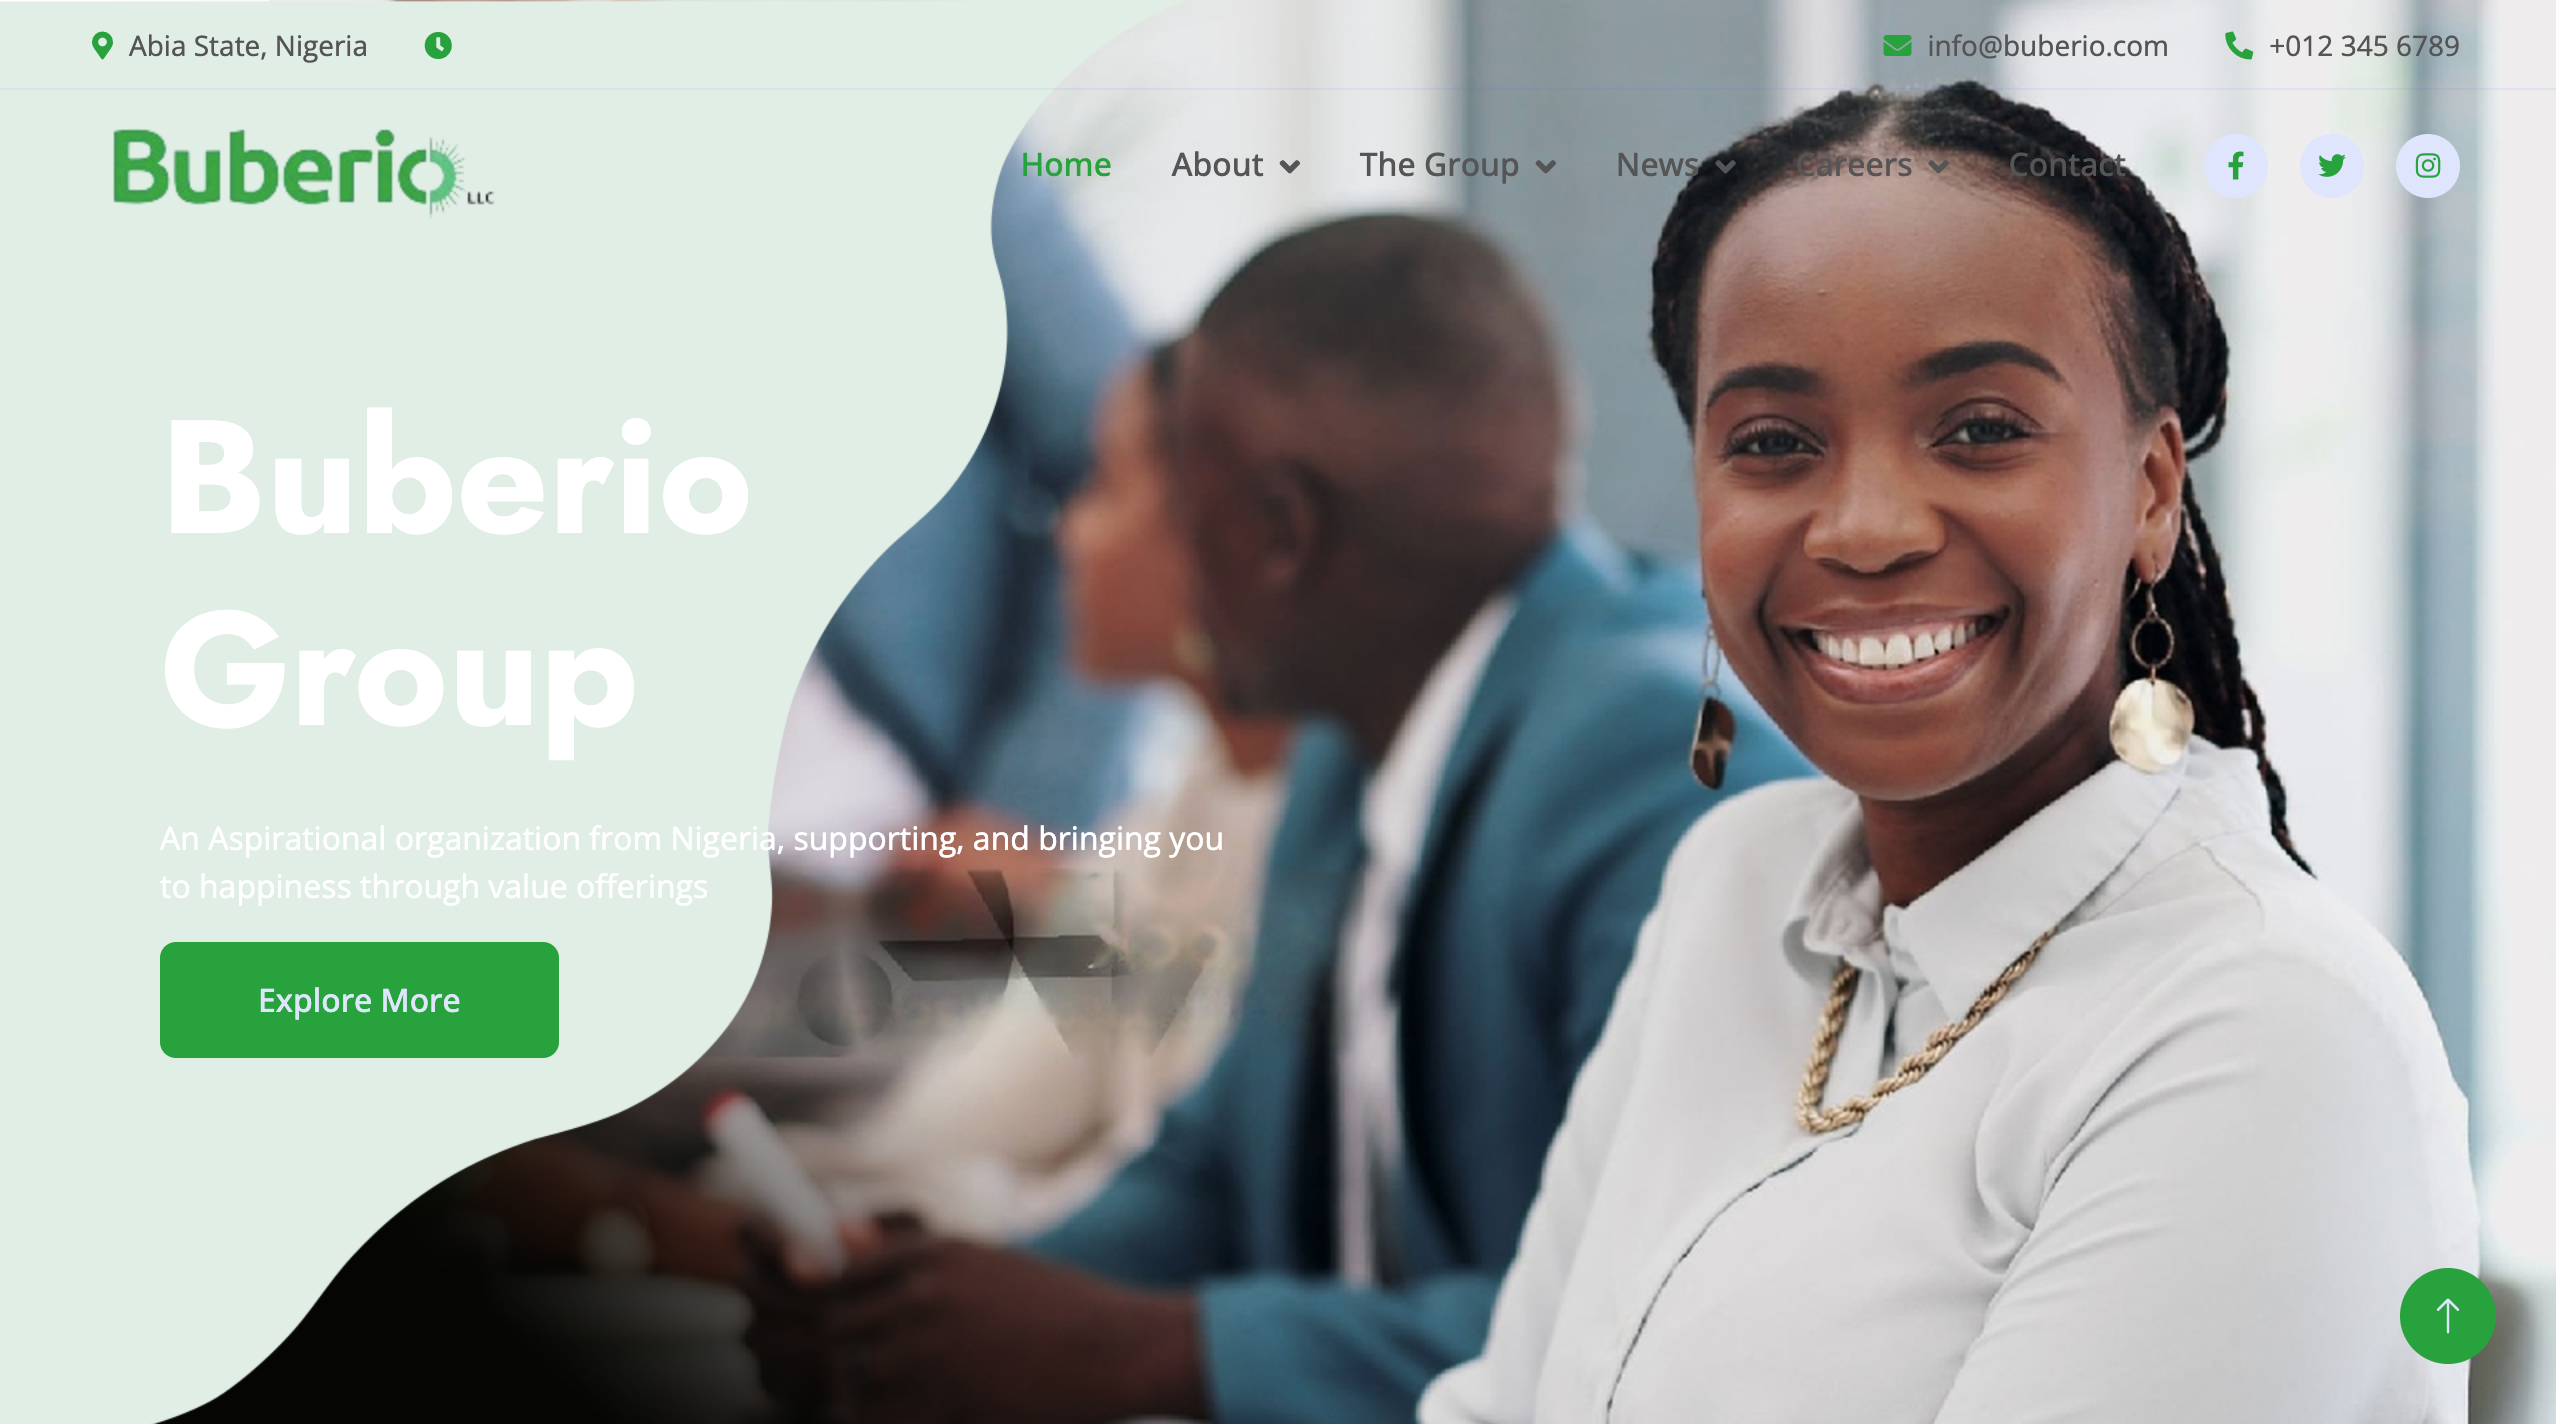 Abia State, Nigeria
info@buberio.com
+012 345 6789
Buberio LLC
Home
About
The Group
News
Careers
Contact
Buberio
Group
An Aspirational organization from Nigeria, supporting, and bringing you
to happiness through value offerings
Explore More